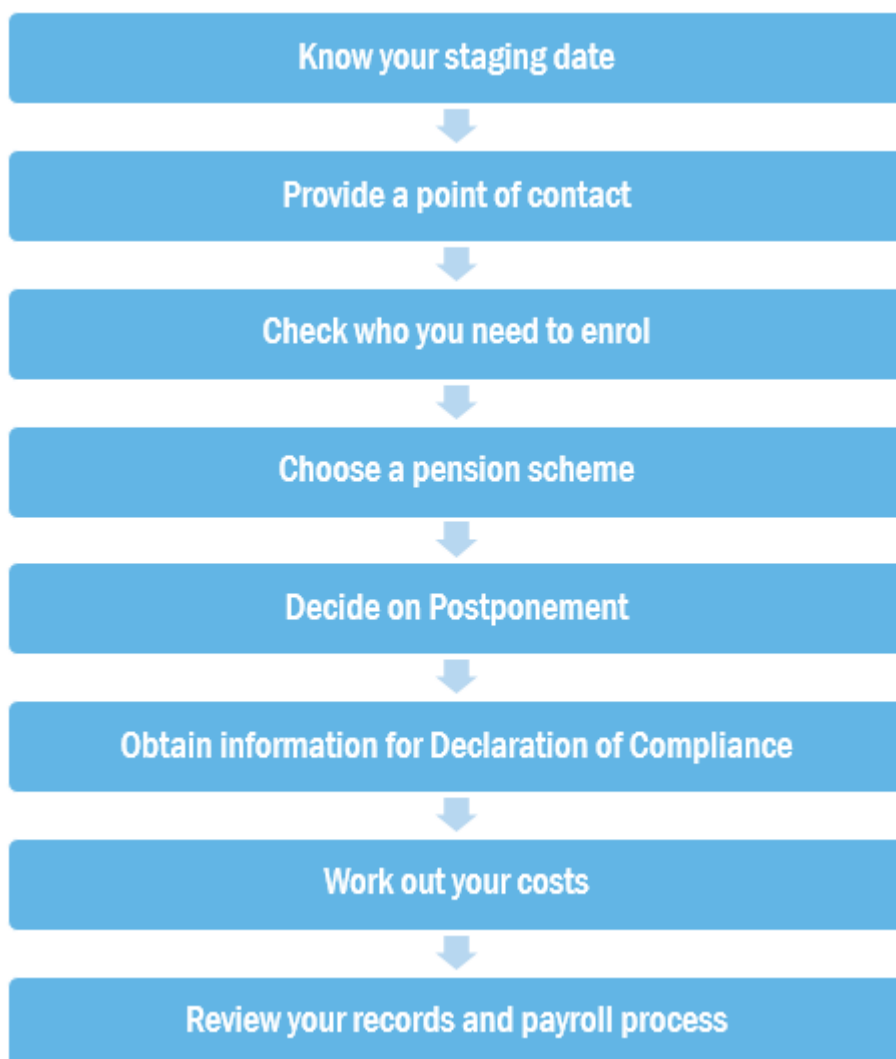 Know your staging date
Provide a point of contact
Check who you need to enrol
Choose a pension scheme
Decide on Postponement
Obtain information for Declaration of Compliance
Work out your costs
Review your records and payroll process